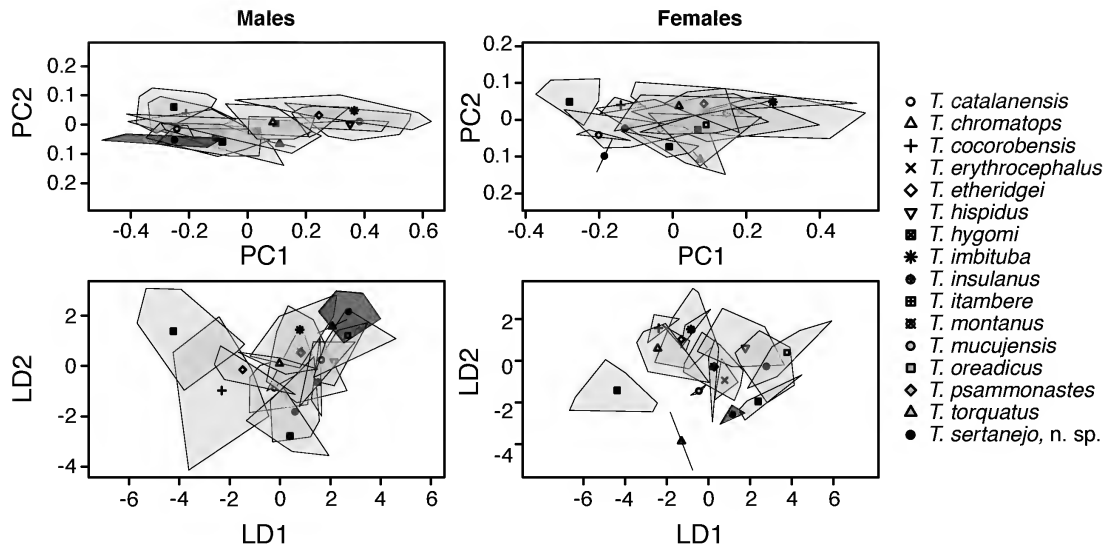 Males
Females
PC2
0.2
0.1
0
0.1
0.2
-0.4
-0.2
0
0.2
0.4
0.6
PC1
PC2
0.2
0.1
0
0.1
0.2
-0.4
-0.2
0
0.2
0.4
PC1
LD2
2
0
-2
-4
-6
-4
-2
0
2
4
6
LD1
LD2
2
0
-2
-4
-6
-4
-2
0
2
4
6
LD1
T. catalanensis
T. chromatops
T. cocorobensis
T. erythrocephalus
T. etheridgei
T. hispidus
T. hygomi
T. imbituba
T. insulanus
T. itambere
T. montanus
T. mucujensis
T. oreadicus
T. psammonastes
T. torquatus
T. sertanejo, n. sp.